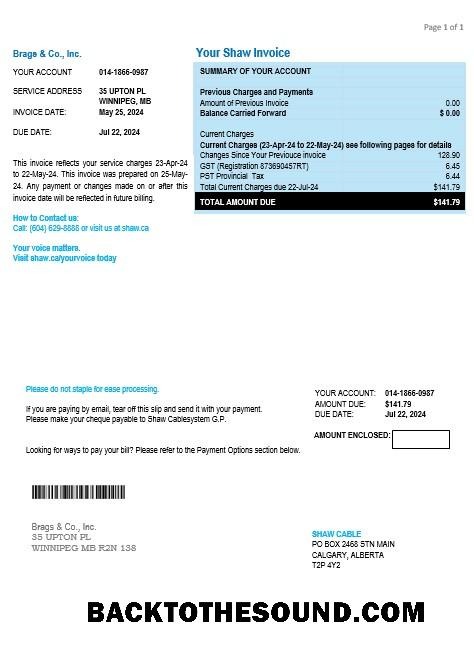 Page 1 of 1
Brags & Co., Inc.
Your Shaw Invoice
YOUR ACCOUNT 014-1866-0987
SERVICE ADDRESS 35 UPTON PL
WINNIPEG, MB
INVOICE DATE: May 25, 2024
DUE DATE: Jul 22, 2024
This invoice reflects your service charges 23-Apr-24
to 22-May-24. This invoice was prepared on 25-May-
24. Any payment or changes made on or after this
invoice date will be reflected in future billing.
How to Contact us:
Call: (604) 629-8888 or visit us at shaw.ca
Your voice matters.
Visit shaw.ca/yourvoice today
SUMMARY OF YOUR ACCOUNT
Previous Charges and Payments
Amount of Previous Invoice 0.00
Balance Carried Forward $ 0.00
Current Charges
Current Charges (23-Apr-24 to 22-May-24) see following pages for details
Changes Since Your Previouce invoice 128.90
GST (Registration 873690457RT) 6.45
PST Provincial Tax 6.44
Total Current Charges due 22-Jul-24 $141.79
TOTAL AMOUNT DUE $141.79
Please do not staple for ease processing.
If you are paying by email, tear off this slip and send it with your payment.
Please make your cheque payable to Shaw Cablesystem G.P.
Looking for ways to pay your bill? Please refer to the Payment Options section below.
YOUR ACCOUNT: 014-1866-0987
AMOUNT DUE: $141.79
DUE DATE: Jul 22, 2024
AMOUNT ENCLOSED:
Brags & Co., Inc.
35 UPTON PL
WINNIPEG MB R2N 138
SHAW CABLE
PO BOX 2468 STN MAIN
CALGARY, ALBERTA
T2P 4Y2
BACKTOTHESOUND.COM